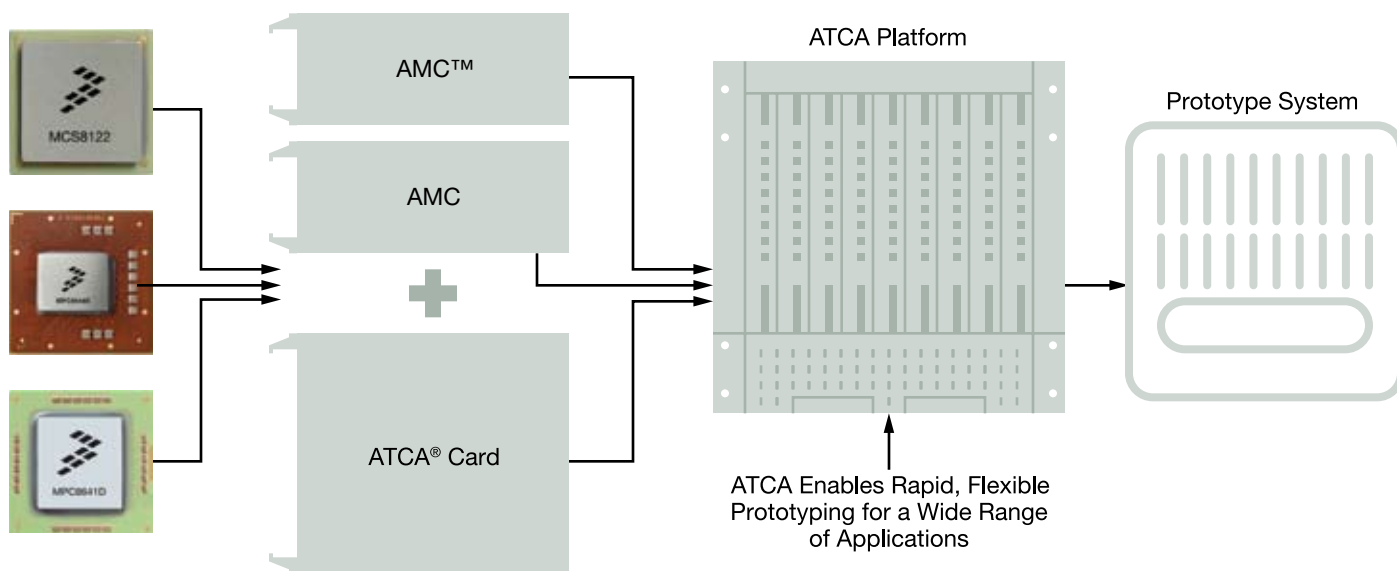 ATCA Platform
AMC™
Prototype System
MCS8122
AMC
ATCA® Card
MPC8641D
ATCA Enables Rapid, Flexible
Prototyping for a Wide Range
of Applications